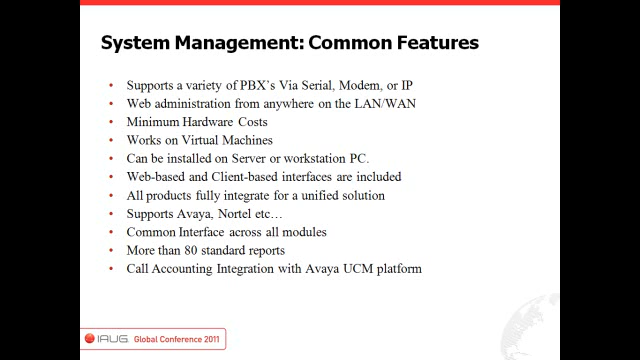 System Management: Common Features
• Supports a variety of PBX's Via Serial, Modem, or IP
• Web administration from anywhere on the LAN/WAN
• Minimum Hardware Costs
• Works on Virtual Machines
• Can be installed on Server or workstation PC.
• Web-based and Client-based interfaces are included
• All products fully integrate for a unified solution
• Supports Avaya, Nortel etc…
• Common Interface across all modules
• More than 80 standard reports
• Call Accounting Integration with Avaya UCM platform
IAUG Global Conference 2011